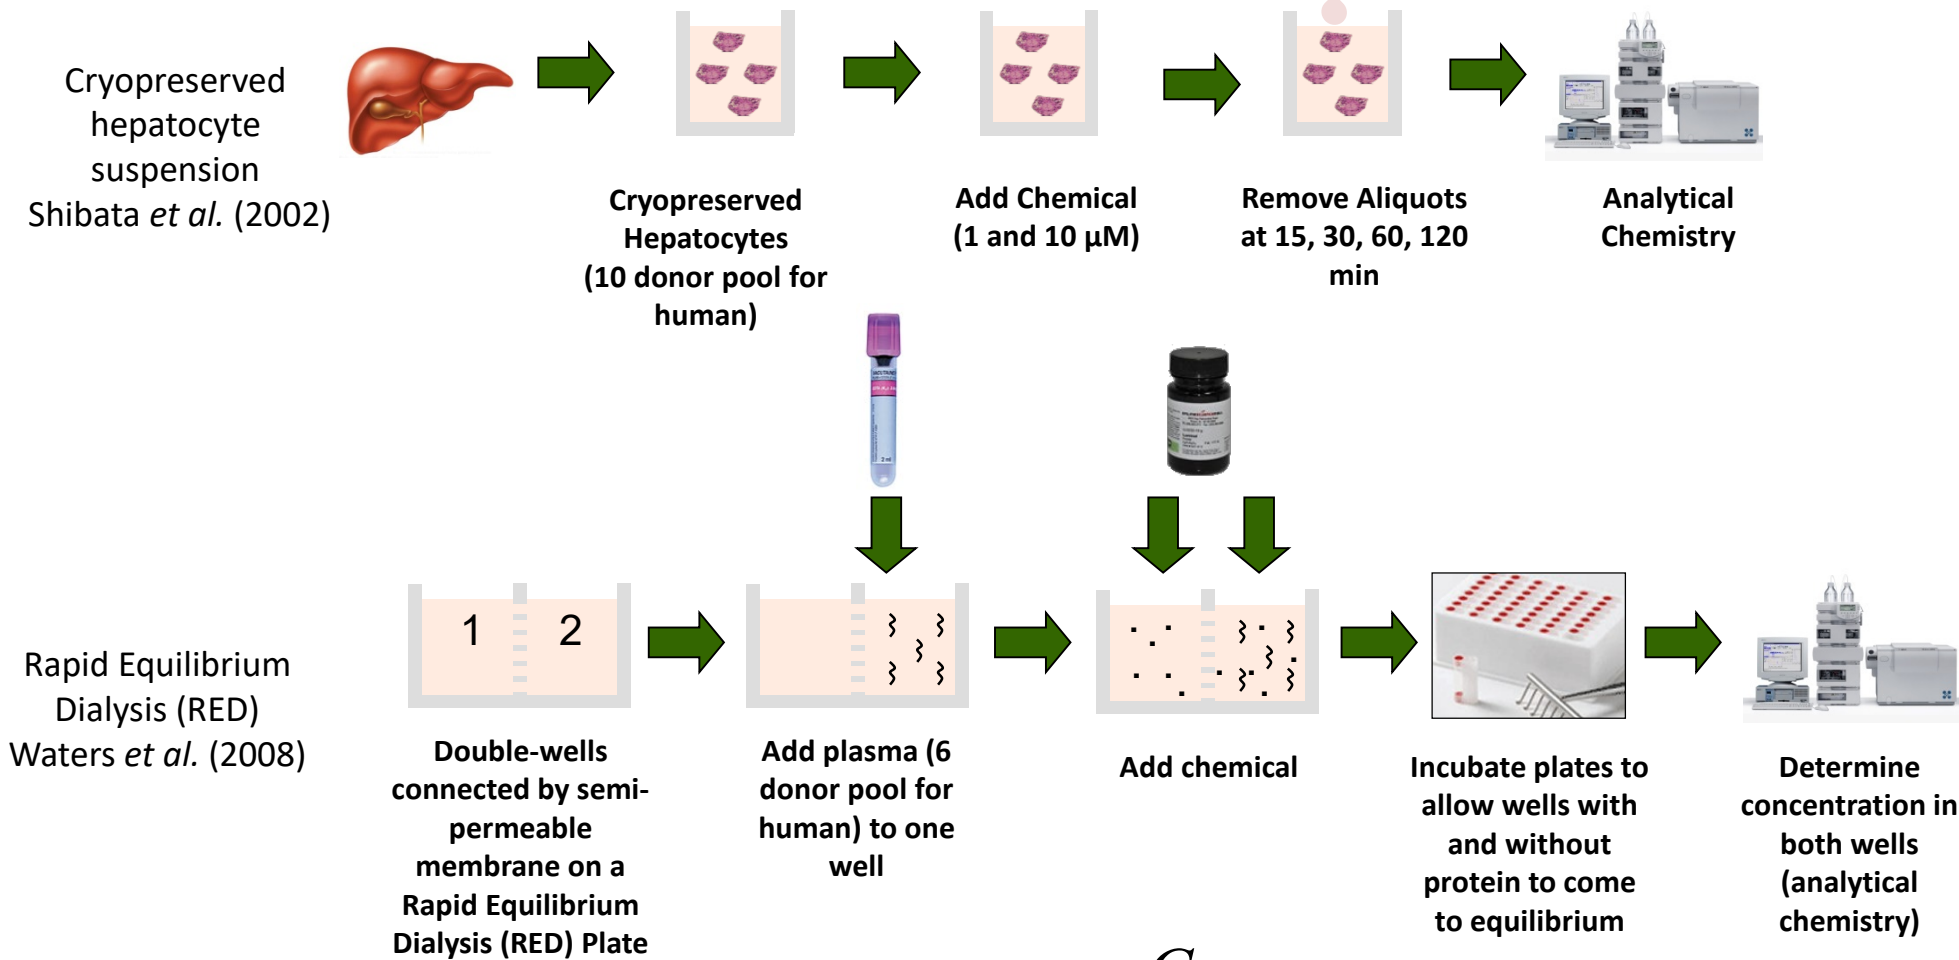 Cryopreserved
hepatocyte
suspension
Shibata et al. (2002)
Cryopreserved
Hepatocytes
(10 donor pool for
human)
Add Chemical
(1 and 10 µM)
Remove Aliquots
at 15, 30, 60, 120
min
Analytical
Chemistry
2 ml
Rapid Equilibrium
Dialysis (RED)
Waters et al. (2008)
1 2
Double-wells
connected by semi-
permeable
membrane on a
Rapid Equilibrium
Dialysis (RED) Plate
Add plasma (6
donor pool for
human) to one
well
Add chemical
Incubate plates to
allow wells with
and without
protein to come
to equilibrium
Determine
concentration in
both wells
(analytical
chemistry)